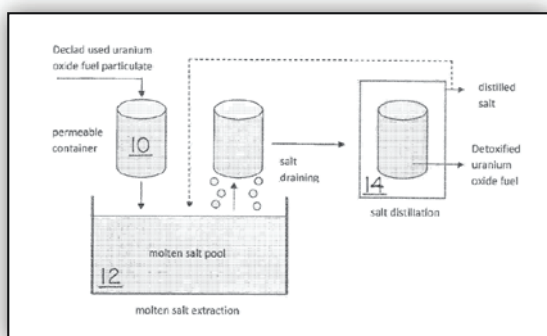 Declad used uranium
oxide fuel particulate
permeable
container
10
salt
draining
distilled
salt
Detoxified
uranium
oxide fuel
14
salt distillation
molten salt pool
12
molten salt extraction